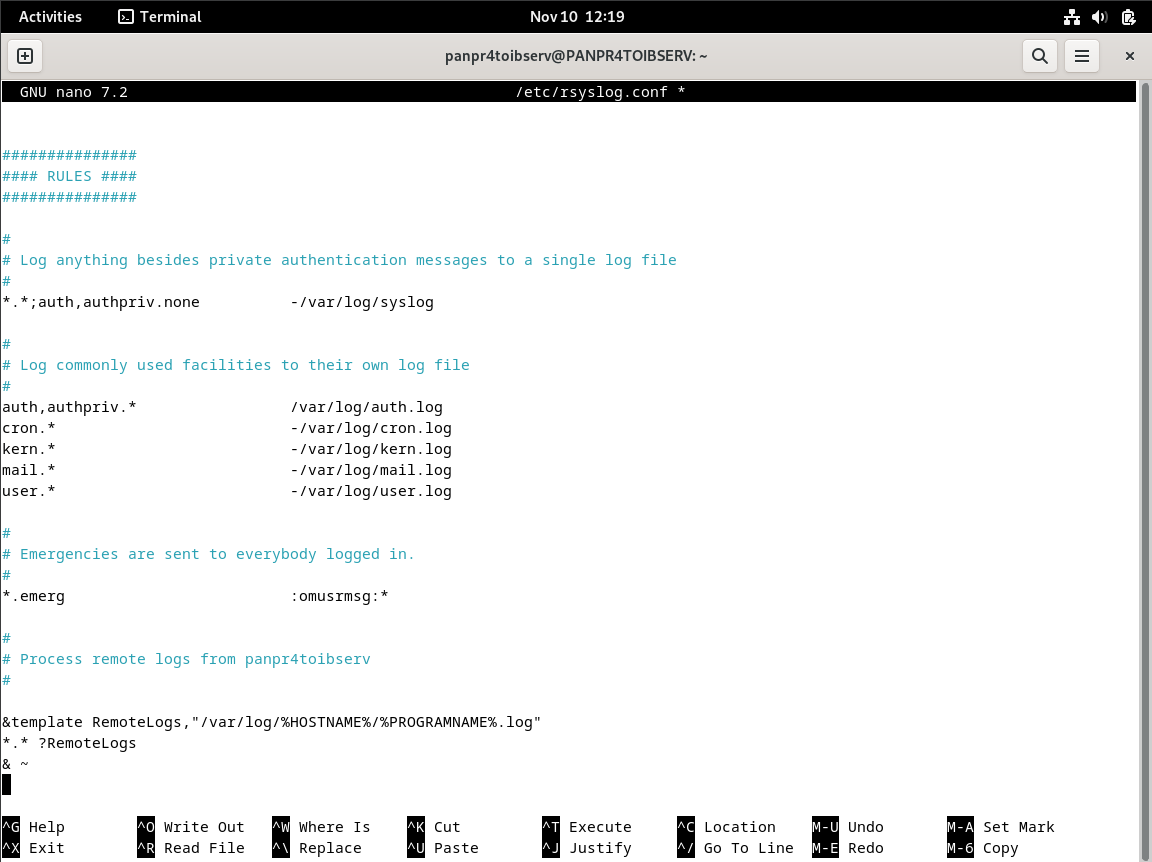 Activities Terminal Nov 10 12:19
panpr4toibserv@PANPR4TOIBSERV: ~
GNU nano 7.2 /etc/rsyslog.conf *
###############
#### RULES ####
###############
#
# Log anything besides private authentication messages to a single log file
#
*.*;auth,authpriv.none -/var/log/syslog
#
# Log commonly used facilities to their own log file
#
auth,authpriv.* /var/log/auth.log
cron.* -/var/log/cron.log
kern.* -/var/log/kern.log
mail.* -/var/log/mail.log
user.* -/var/log/user.log
#
# Emergencies are sent to everybody logged in.
#
*.emerg :omusrmsg:*
#
# Process remote logs from panpr4toibserv
#
&template RemoteLogs,"/var/log/%HOSTNAME%/%PROGRAMNAME%.log"
*.* ?RemoteLogs
& ~
^G Help ^O Write Out ^W Where Is ^K Cut ^T Execute ^C Location M-U Undo M-A Set Mark
^X Exit ^R Read File ^\ Replace ^U Paste ^J Justify ^/ Go To Line M-E Redo M-6 Copy